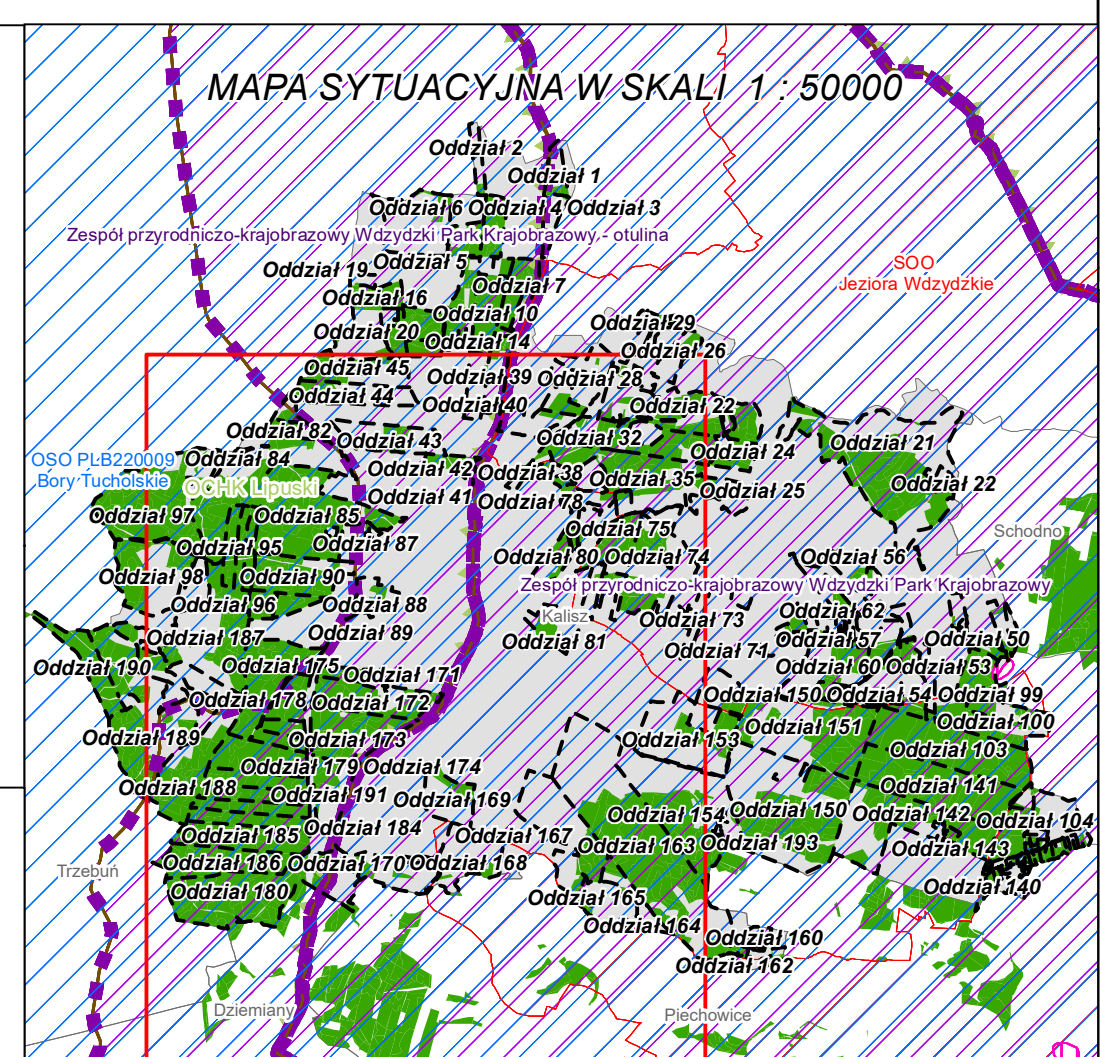 MAPA SYTUACYJNA W SKALI 1 : 50000
Oddział 2
Oddział 1
Oddział 6 Oddział 4 Oddział 3
Zespół przyrodniczo-krajobrazowy Wdzydzki Park Krajobrazowy - otulina
Oddział 5
Oddział 19
SOO
Jeziora Wdzydzkie
Oddział 7
Oddział 16
Oddział 10
Oddział 29
Oddział 20
Oddział 14
Oddział 26
Oddział 45
Oddział 39
Oddział 28
Oddział 44
Oddział 40
Oddział 22
Oddział 82
Oddział 43
Oddział 32
Oddział 21
Oddział 24
OSO PLB220009
Bory Tucholskie
Oddział 84
Oddział 42
Oddział 38
Oddział 35
OCHK Lipuski
Oddział 41
Oddział 78
Oddział 25
Oddział 22
Oddział 97
Oddział 85
Oddział 75
Schodno
Oddział 95
Oddział 87
Oddział 80
Oddział 74
Oddział 56
Oddział 98
Oddział 90
Zespół przyrodniczo-krajobrazowy Wdzydzki Park Krajobrazowy
Oddział 96
Oddział 88
Kalisz
Oddział 73
Oddział 62
Oddział 187
Oddział 89
Oddział 81
Oddział 71
Oddział 57
Oddział 50
Oddział 190
Oddział 175
Oddział 171
Oddział 60
Oddział 53
Oddział 178
Oddział 172
Oddział 150
Oddział 54
Oddział 99
Oddział 189
Oddział 173
Oddział 153
Oddział 151
Oddział 100
Oddział 179
Oddział 174
Oddział 103
Oddział 188
Oddział 191
Oddział 169
Oddział 141
Oddział 185
Oddział 184
Oddział 167
Oddział 154
Oddział 150
Oddział 142
Oddział 104
Oddział 163
Oddział 193
Oddział 143
Trzebuń
Oddział 186
Oddział 170
Oddział 168
Oddział 180
Oddział 165
Oddział 140
Oddział 164
Oddział 160
Oddział 162
Dziemiany
Piechowice